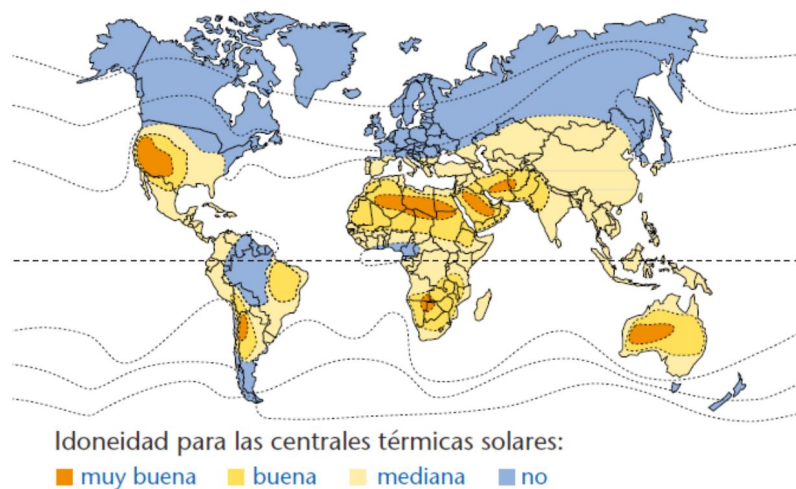 Idoneidad para las centrales térmicas solares:
muy buena buena mediana no